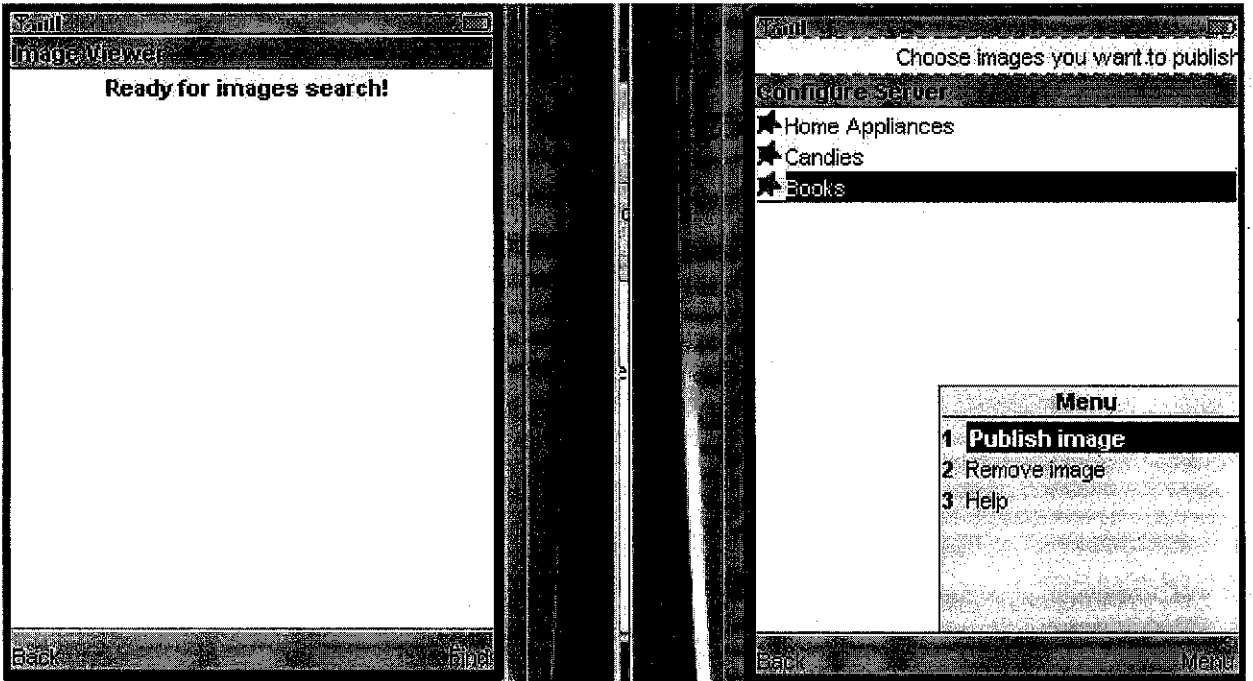 Image Viewer
Ready for images search!
Back
Find
Choose images you want to publish
Configure Server
Home Appliances
Candies
Books
Menu
1 Publish image
2 Remove image
3 Help
Back
Menu